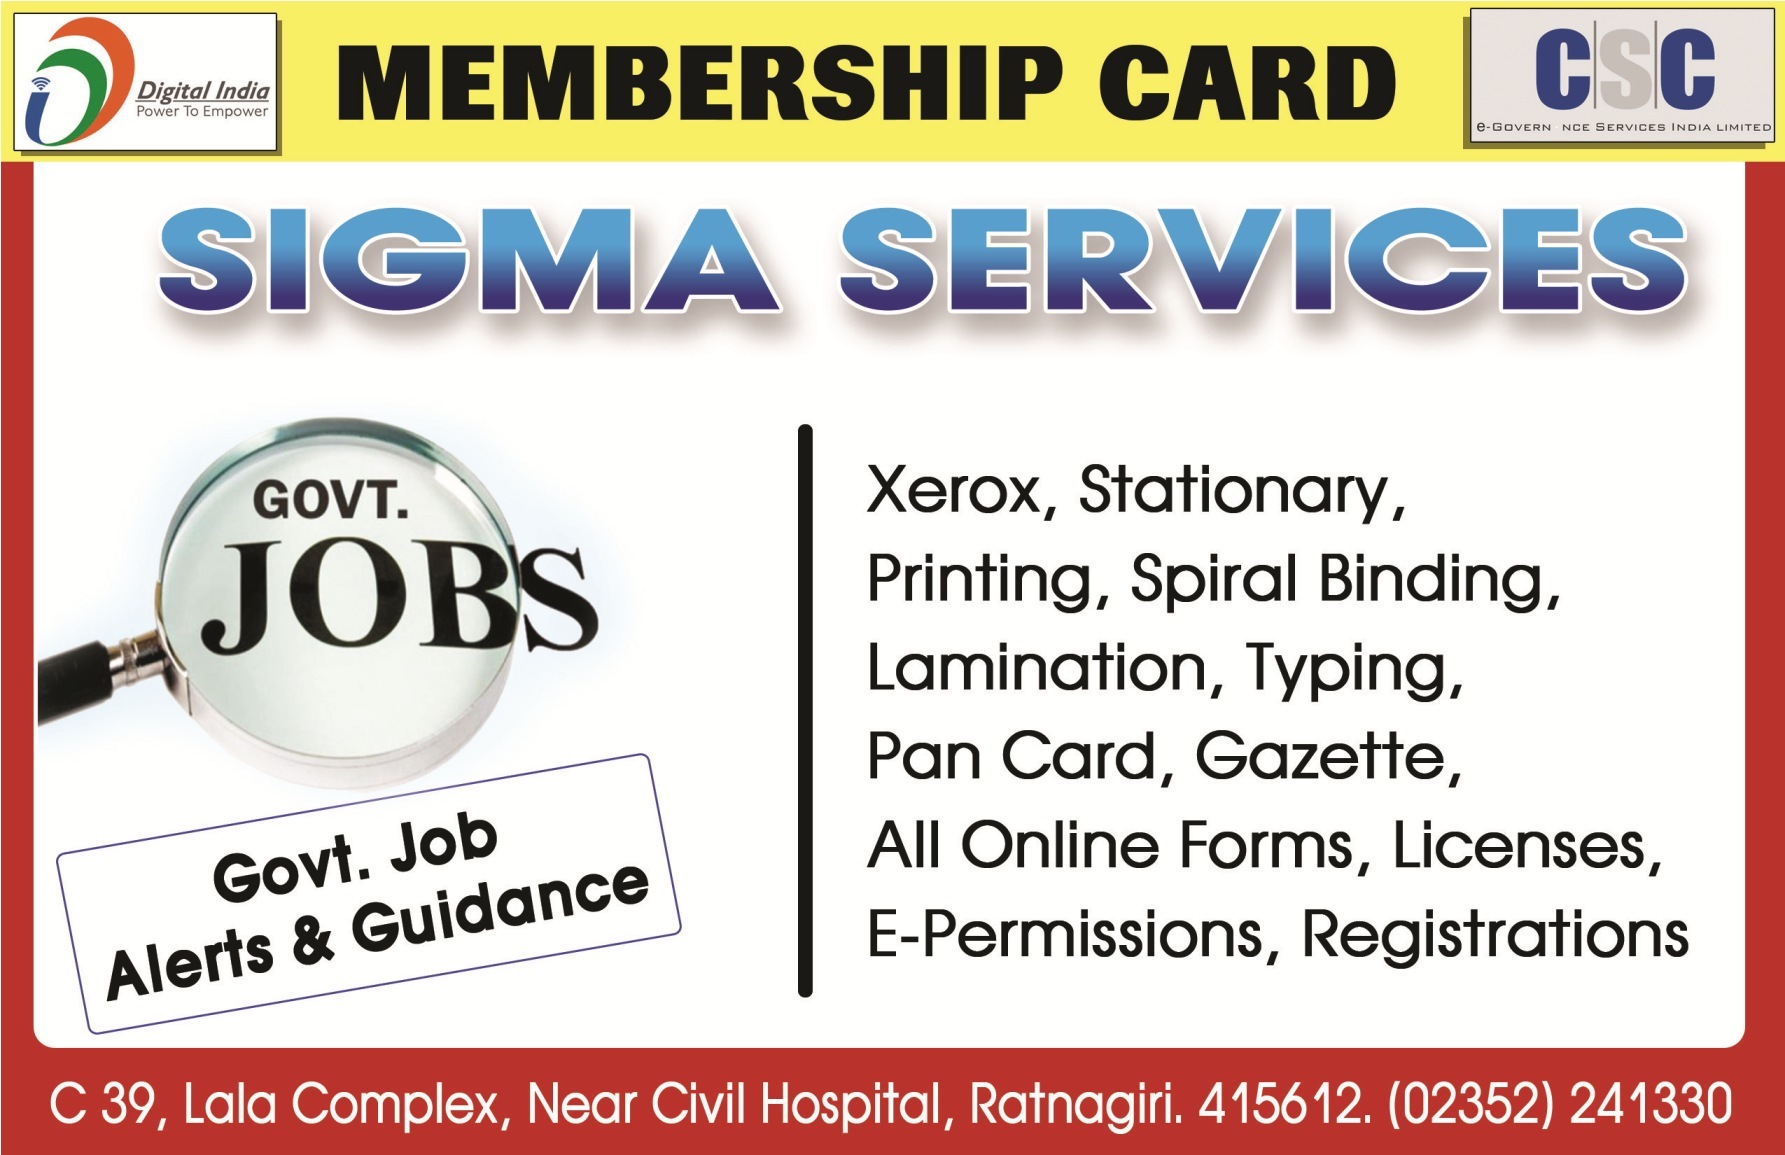 Digital India
Power To Empower
MEMBERSHIP CARD
CSC
e-Govern nce Services India Limited
SIGMA SERVICES
GOVT.
JOBS
Govt. Job
Alerts & Guidance
Xerox, Stationary,
Printing, Spiral Binding,
Lamination, Typing,
Pan Card, Gazette,
All Online Forms, Licenses,
E-Permissions, Registrations
C 39, Lala Complex, Near Civil Hospital, Ratnagiri. 415612. (02352) 241330